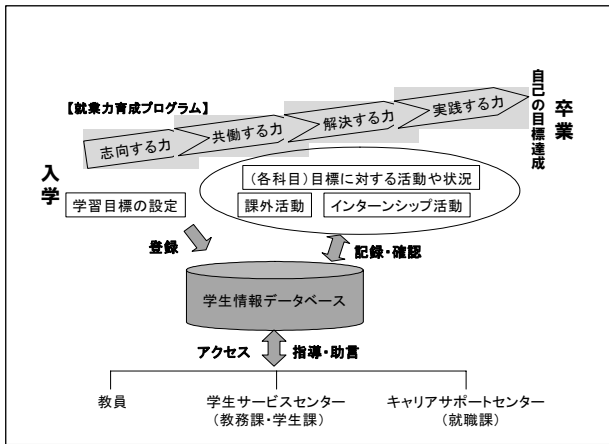 【就業力育成プログラム】
志向する力
共働する力
解決する力
実践する力
自己の目標達成
卒業
入学
(各科目)目標に対する活動や状況
学習目標の設定
課外活動
インターンシップ活動
登録
記録・確認
学生情報データベース
アクセス
指導・助言
教員
学生サービスセンター
(教務課・学生課)
キャリアサポートセンター
(就職課)